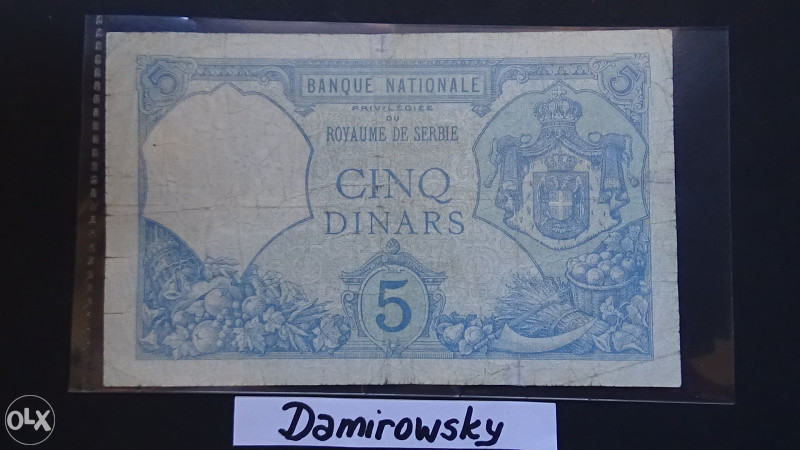 5 5
BANQUE NATIONALE
PRIVILÉGIÉE
DU
ROYAUME DE SERBIE
CINQ
DINARS
5
Damirowsky
OLX